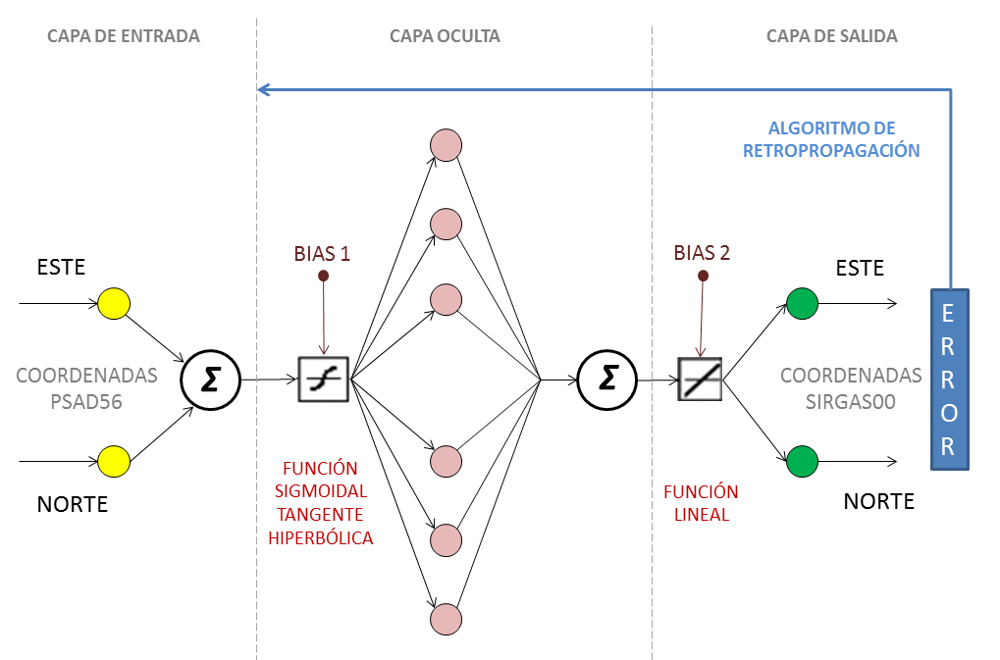 CAPA DE ENTRADA
CAPA OCULTA
CAPA DE SALIDA
ALGORITMO DE
RETROPROPAGACIÓN
ESTE
BIAS 1
BIAS 2
ESTE
COORDENADAS
PSAD56
Σ
Σ
COORDENADAS
SIRGAS00
E
R
R
O
R
NORTE
FUNCIÓN
SIGMOIDAL
TANGENTE
HIPERBÓLICA
FUNCIÓN
LINEAL
NORTE